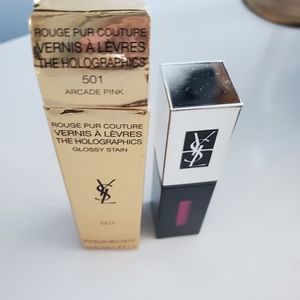 ROUGE PUR COUTURE
VERNIS À LÈVRES
THE HOLOGRAPHICS
501
ARCADE PINK
ROUGE PUR COUTURE
VERNIS À LÈVRES
THE HOLOGRAPHICS
GLOSSY STAIN
YSL
501
YSL